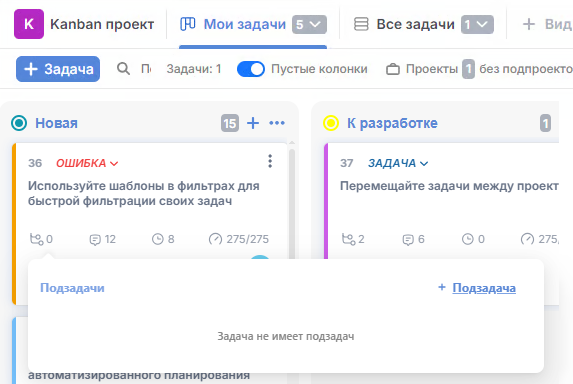 K Kanban проект Мои задачи 5 Все задачи 1 + Вид
+ Задача Задачи: 1 Пустые колонки Проекты 1 без подпроекто
Новая 15 + ••• К разработке 1
36 ОШИБКА 37 ЗАДАЧА
Используйте шаблоны в фильтрах для Перемещайте задачи между проект
быстрой фильтрации своих задач
0 12 8 275/275 2 6 0 275/
Подзадачи + Подзадача
Задача не имеет подзадач
автоматизированного планирования